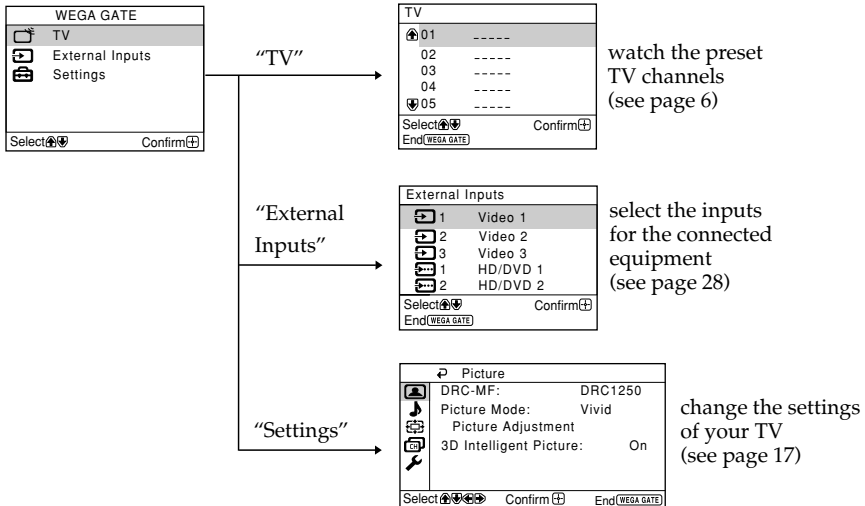 WEGA GATE
TV
External Inputs
Settings
Select Confirm
“TV”
TV
01 -----
02 -----
03 -----
04 -----
05 -----
Select Confirm
End WEGA GATE
watch the preset
TV channels
(see page 6)
“External
Inputs”
External Inputs
1 Video 1
2 Video 2
3 Video 3
1 HD/DVD 1
2 HD/DVD 2
Select Confirm
End WEGA GATE
select the inputs
for the connected
equipment
(see page 28)
“Settings”
Picture
DRC-MF: DRC1250
Picture Mode: Vivid
Picture Adjustment
CH
3D Intelligent Picture: On
Select Confirm End WEGA GATE
change the settings
of your TV
(see page 17)